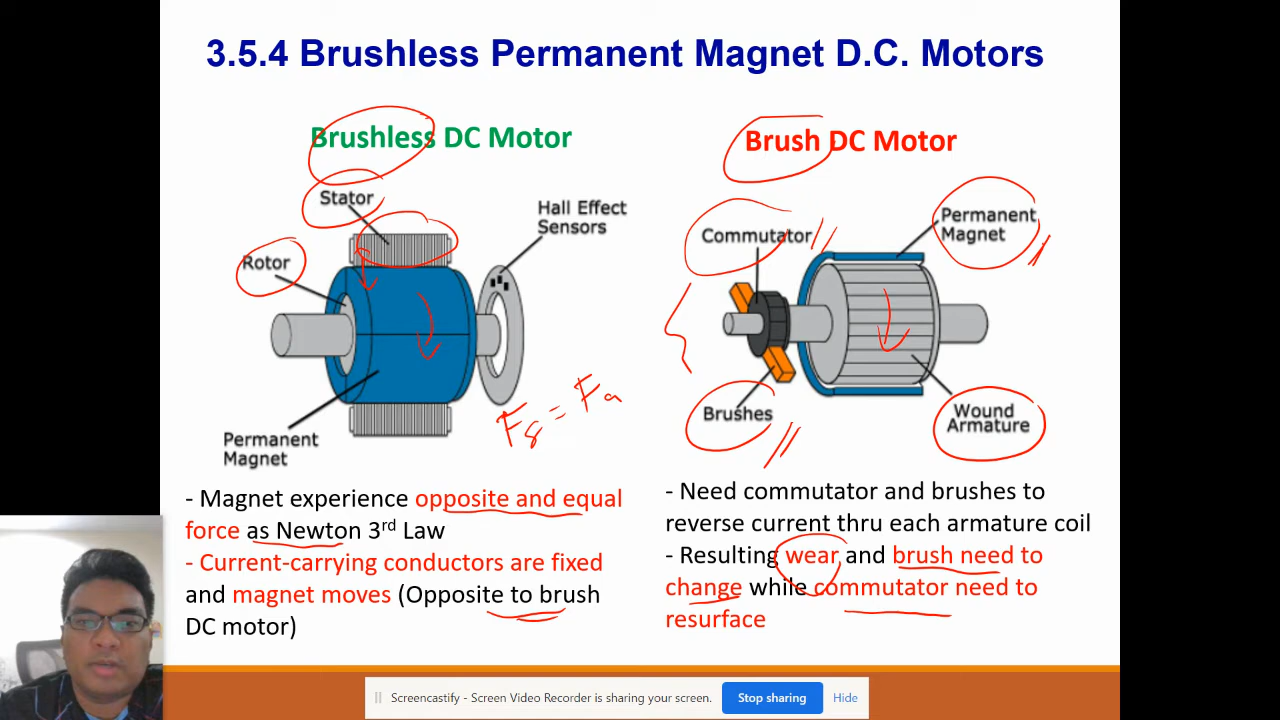 3.5.4 Brushless Permanent Magnet D.C. Motors
Brushless DC Motor
Stator
Hall Effect
Sensors
Rotor
Permanent
Magnet
F8 = Fa
- Magnet experience opposite and equal
force as Newton 3rd Law
- Current-carrying conductors are fixed
and magnet moves (Opposite to brush
DC motor)
Brush DC Motor
Permanent
Magnet
Commutator
Brushes
Wound
Armature
- Need commutator and brushes to
reverse current thru each armature coil
- Resulting wear and brush need to
change while commutator need to
resurface
Screencastify - Screen Video Recorder is sharing your screen.
Stop sharing
Hide